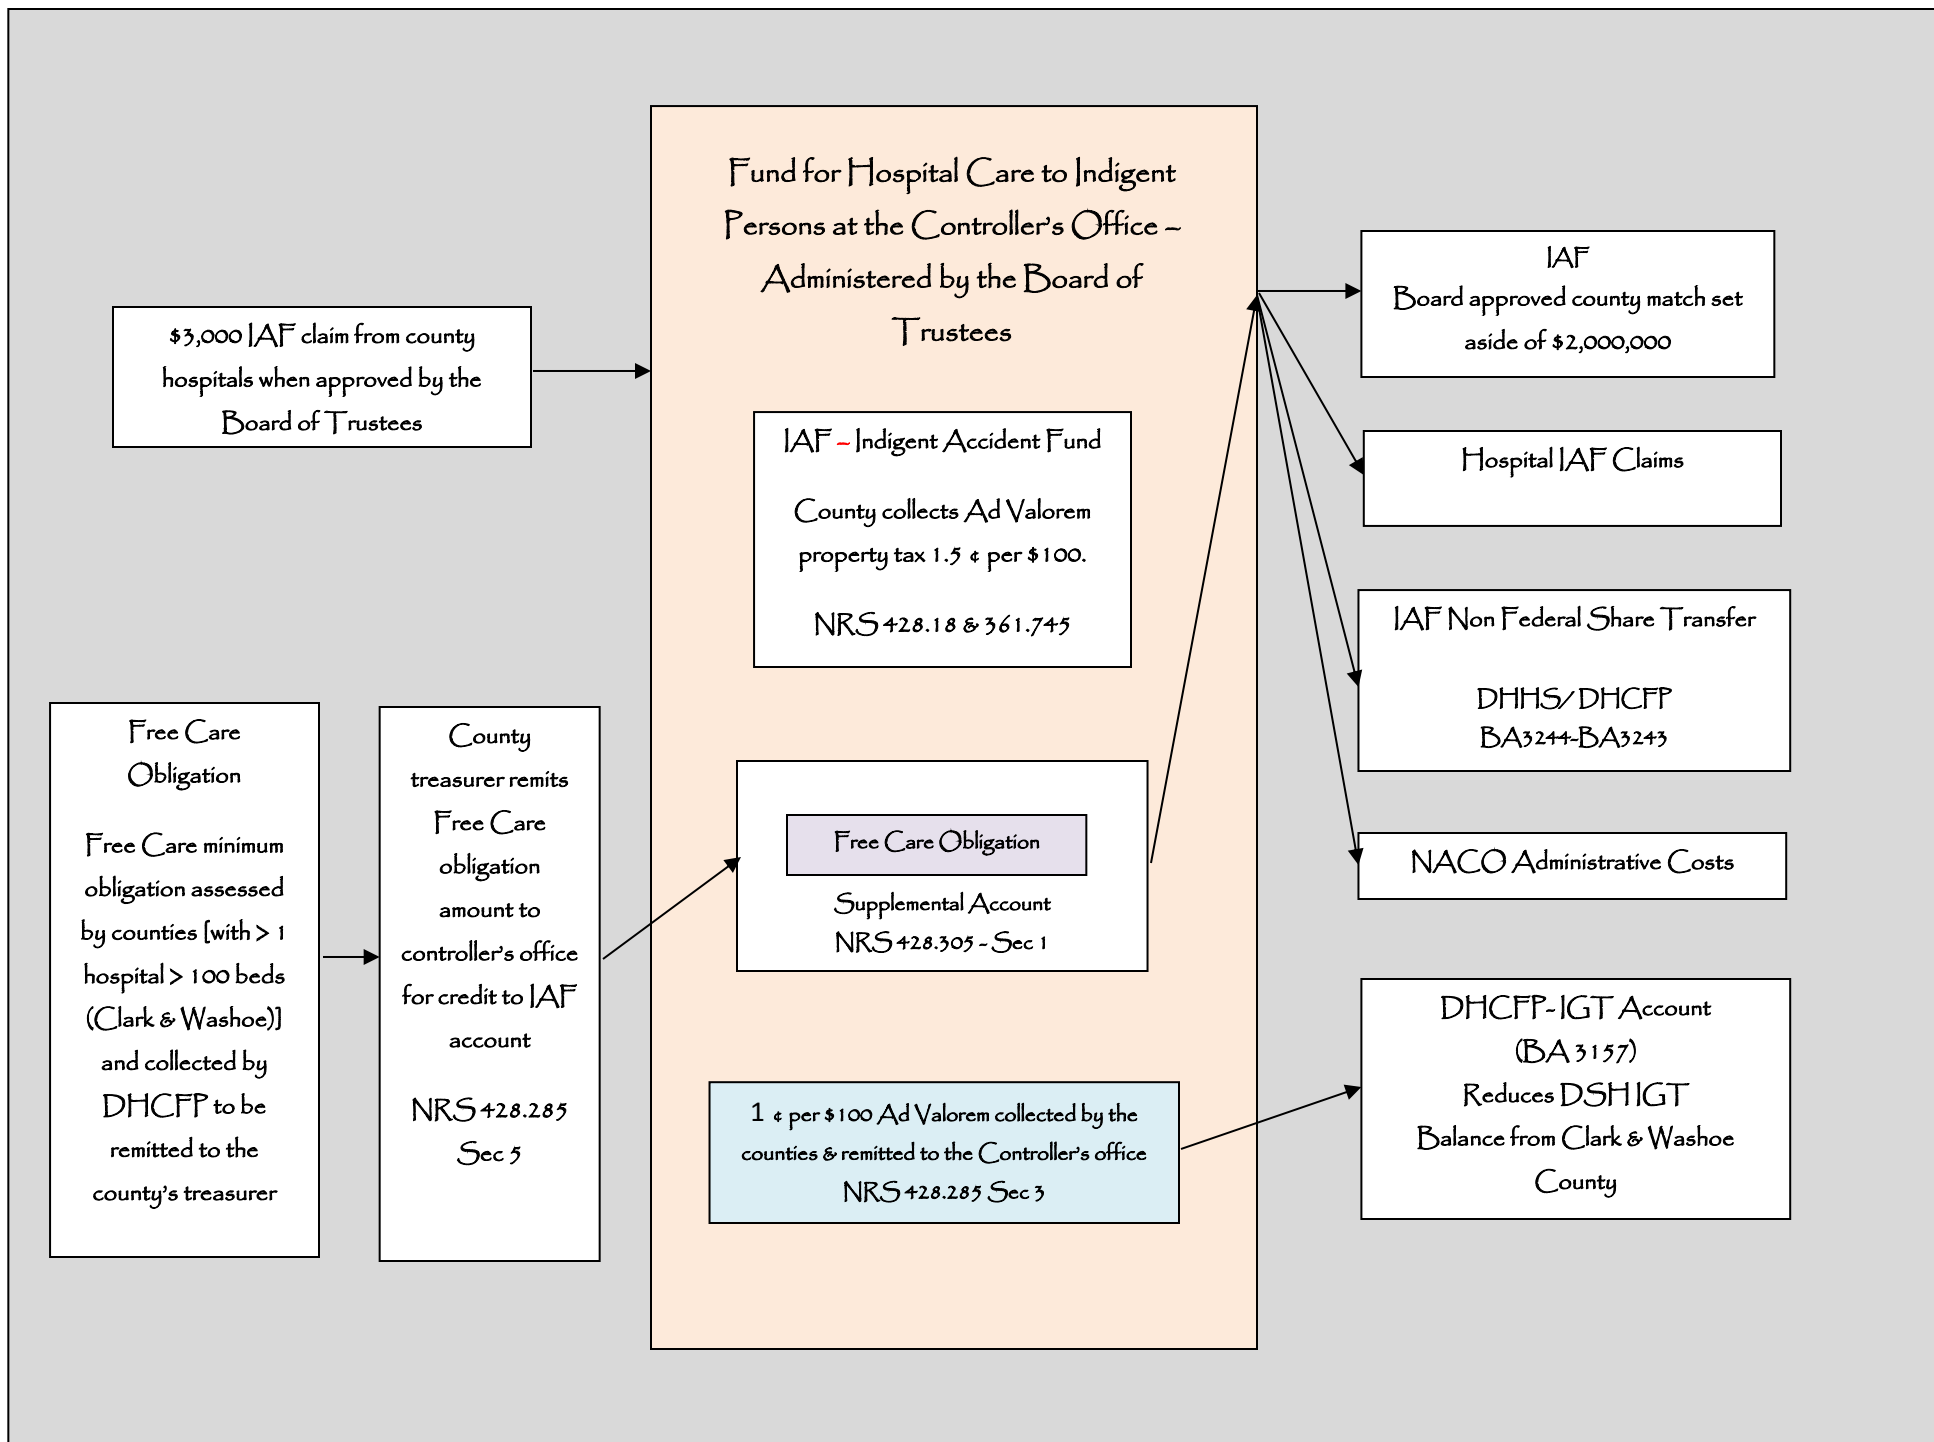 Fund for Hospital Care to Indigent
Persons at the Controller's Office –
Administered by the Board of
Trustees
$3,000 IAF claim from county
hospitals when approved by the
Board of Trustees
IAF – Indigent Accident Fund
County collects Ad Valorem
property tax 1.5 ¢ per $100.
NRS 428.18 & 361.745
Free Care
Obligation
Free Care minimum
obligation assessed
by counties [with > 1
hospital > 100 beds
(Clark & Washoe)]
and collected by
DHCFP to be
remitted to the
county's treasurer
County
treasurer remits
Free Care
obligation
amount to
controller's office
for credit to IAF
account
NRS 428.285
Sec 5
Free Care Obligation
Supplemental Account
NRS 428.305 - Sec 1
1 ¢ per $100 Ad Valorem collected by the
counties & remitted to the Controller's office
NRS 428.285 Sec 3
IAF
Board approved county match set
aside of $2,000,000
Hospital IAF Claims
IAF Non Federal Share Transfer
DHHS/ DHCFP
BA3244-BA3243
NACO Administrative Costs
DHCFP- IGT Account
(BA 3157)
Reduces DSH IGT
Balance from Clark & Washoe
County